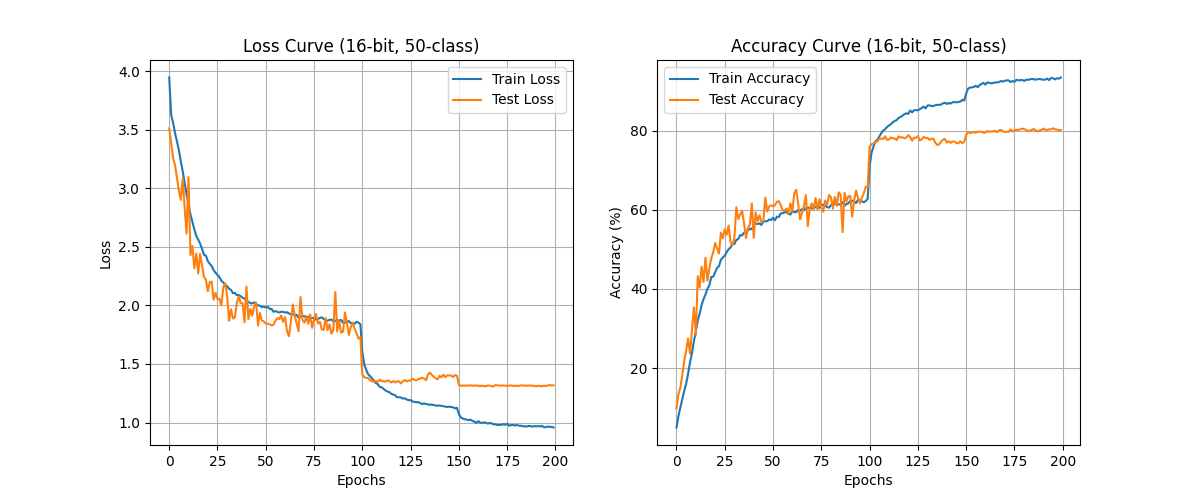 Loss Curve (16-bit, 50-class)
4.0
3.5
3.0
2.5
2.0
1.5
1.0
Loss
Train Loss
Test Loss
0
25
50
75
100
125
150
175
200
Epochs
Accuracy Curve (16-bit, 50-class)
80
60
40
20
Accuracy (%)
Train Accuracy
Test Accuracy
0
25
50
75
100
125
150
175
200
Epochs